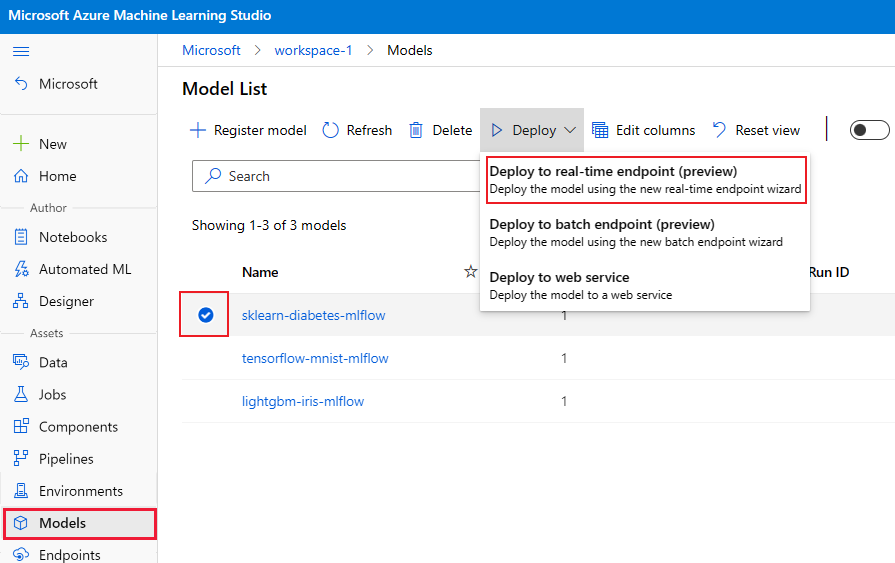 Microsoft Azure Machine Learning Studio
Microsoft > workspace-1 > Models
Microsoft
New
Home
Author
Notebooks
Automated ML
Designer
Assets
Data
Jobs
Components
Pipelines
Environments
Models
Endpoints
Model List
Register model Refresh Delete Deploy Edit columns Reset view
Search
Deploy to real-time endpoint (preview)
Deploy the model using the new real-time endpoint wizard
Deploy to batch endpoint (preview)
Deploy the model using the new batch endpoint wizard
Deploy to web service
Deploy the model to a web service
Showing 1-3 of 3 models
Name Run ID
sklearn-diabetes-mlflow 1
tensorflow-mnist-mlflow 1
lightgbm-iris-mlflow 1